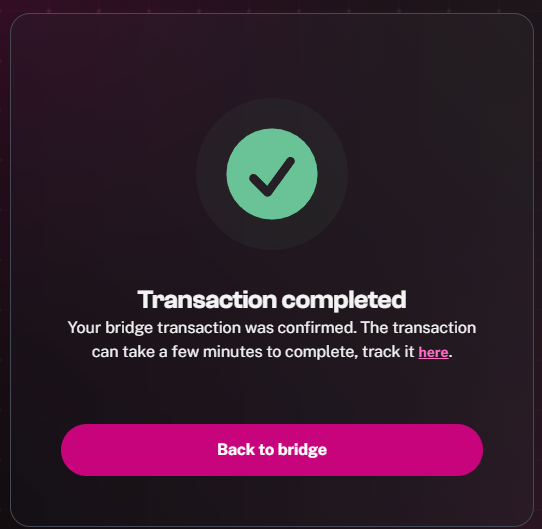 Transaction completed
Your bridge transaction was confirmed. The transaction
can take a few minutes to complete, track it here.
Back to bridge